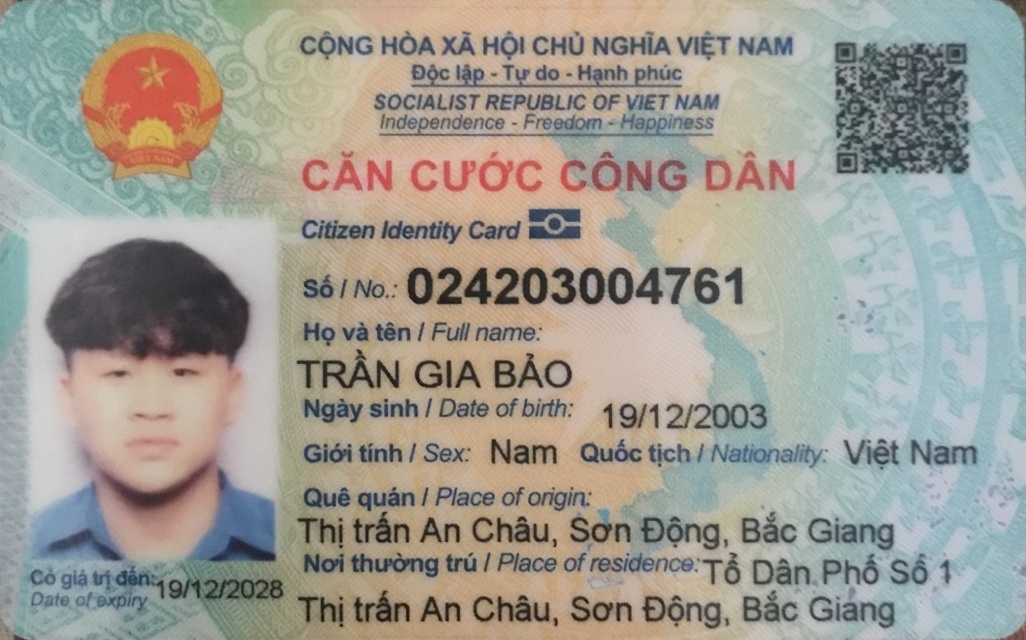 CỘNG HÒA XÃ HỘI CHỦ NGHĨA VIỆT NAM
Độc lập - Tự do - Hạnh phúc
SOCIALIST REPUBLIC OF VIET NAM
Independence - Freedom - Happiness
CĂN CƯỚC CÔNG DÂN
Citizen Identity Card
Số / No.: 024203004761
Họ và tên / Full name:
TRẦN GIA BẢO
Ngày sinh / Date of birth: 19/12/2003
Giới tính / Sex: Nam Quốc tịch / Nationality: Việt Nam
Quê quán / Place of origin:
Thị trấn An Châu, Sơn Động, Bắc Giang
Nơi thường trú / Place of residence: Tổ Dân Phố Số 1
Thị trấn An Châu, Sơn Động, Bắc Giang
Có giá trị đến: 19/12/2028
Date of expiry
VIỆT NAM